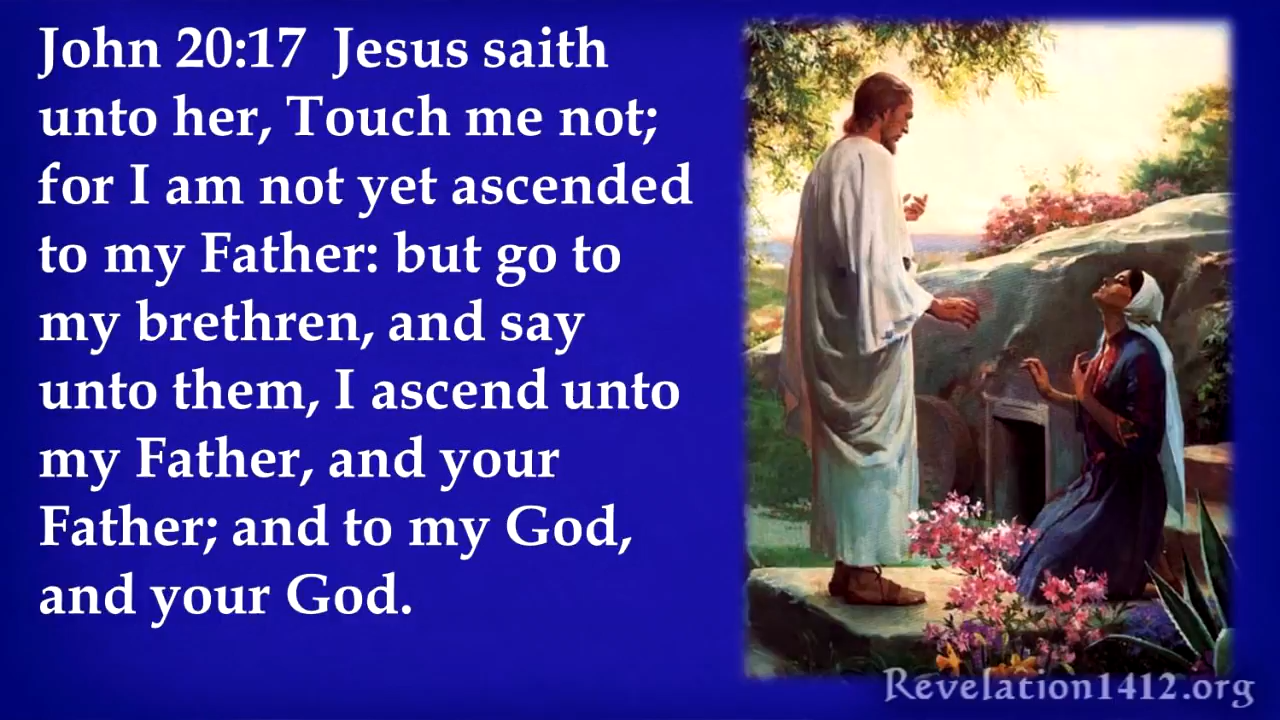 John 20:17  Jesus saith
unto her, Touch me not;
for I am not yet ascended
to my Father: but go to
my brethren, and say
unto them, I ascend unto
my Father, and your
Father; and to my God,
and your God.
Revelation1412.org